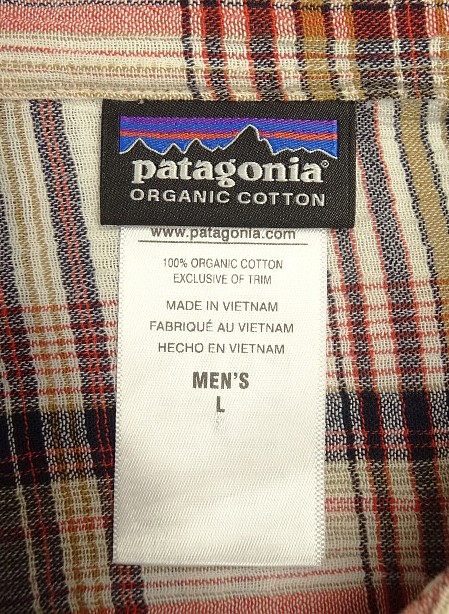 patagonia®
ORGANIC COTTON
www.patagonia.com
100% ORGANIC COTTON
EXCLUSIVE OF TRIM
MADE IN VIETNAM
FABRIQUÉ AU VIETNAM
HECHO EN VIETNAM
MEN'S
L